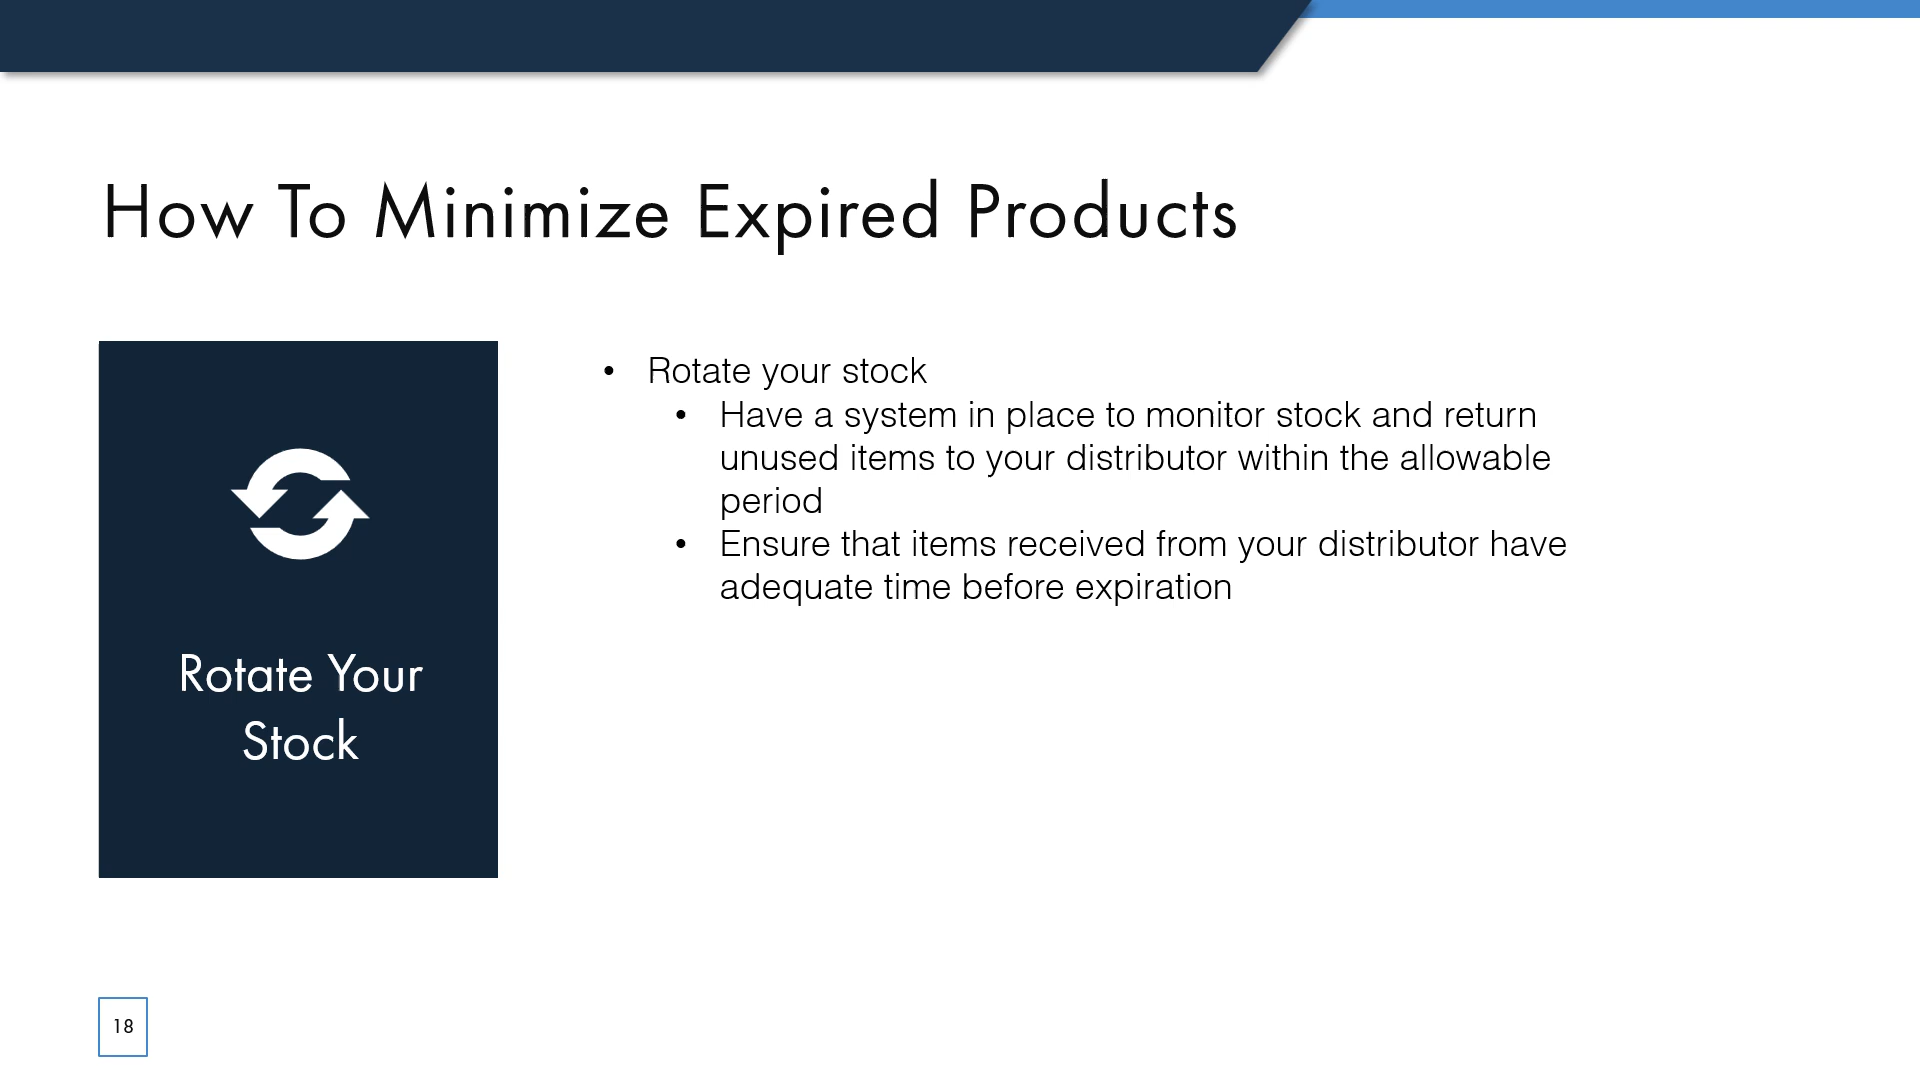 How To Minimize Expired Products
Rotate Your
Stock
• Rotate your stock
• Have a system in place to monitor stock and return
unused items to your distributor within the allowable
period
• Ensure that items received from your distributor have
adequate time before expiration
18